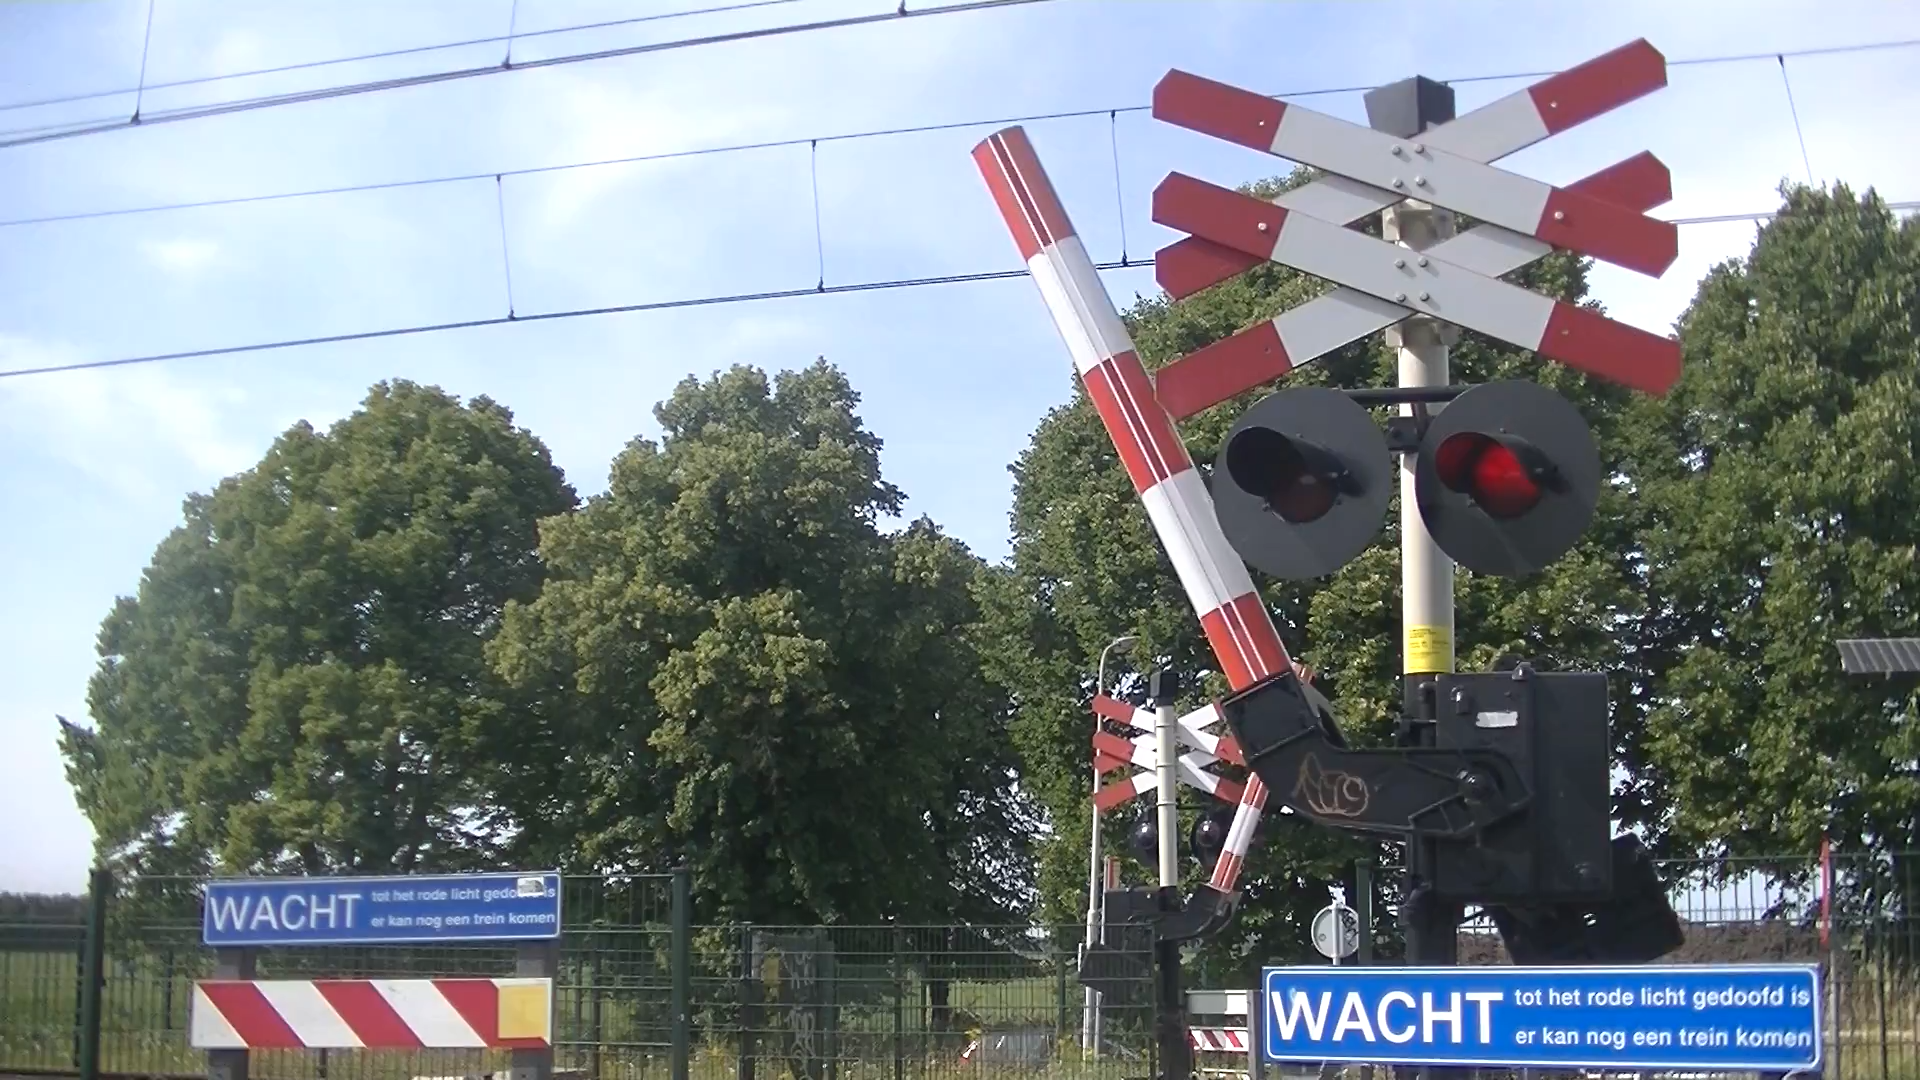 WACHT
tot het rode licht gedoofd is
er kan nog een trein komen
WACHT
tot het rode licht gedoofd is
er kan nog een trein komen